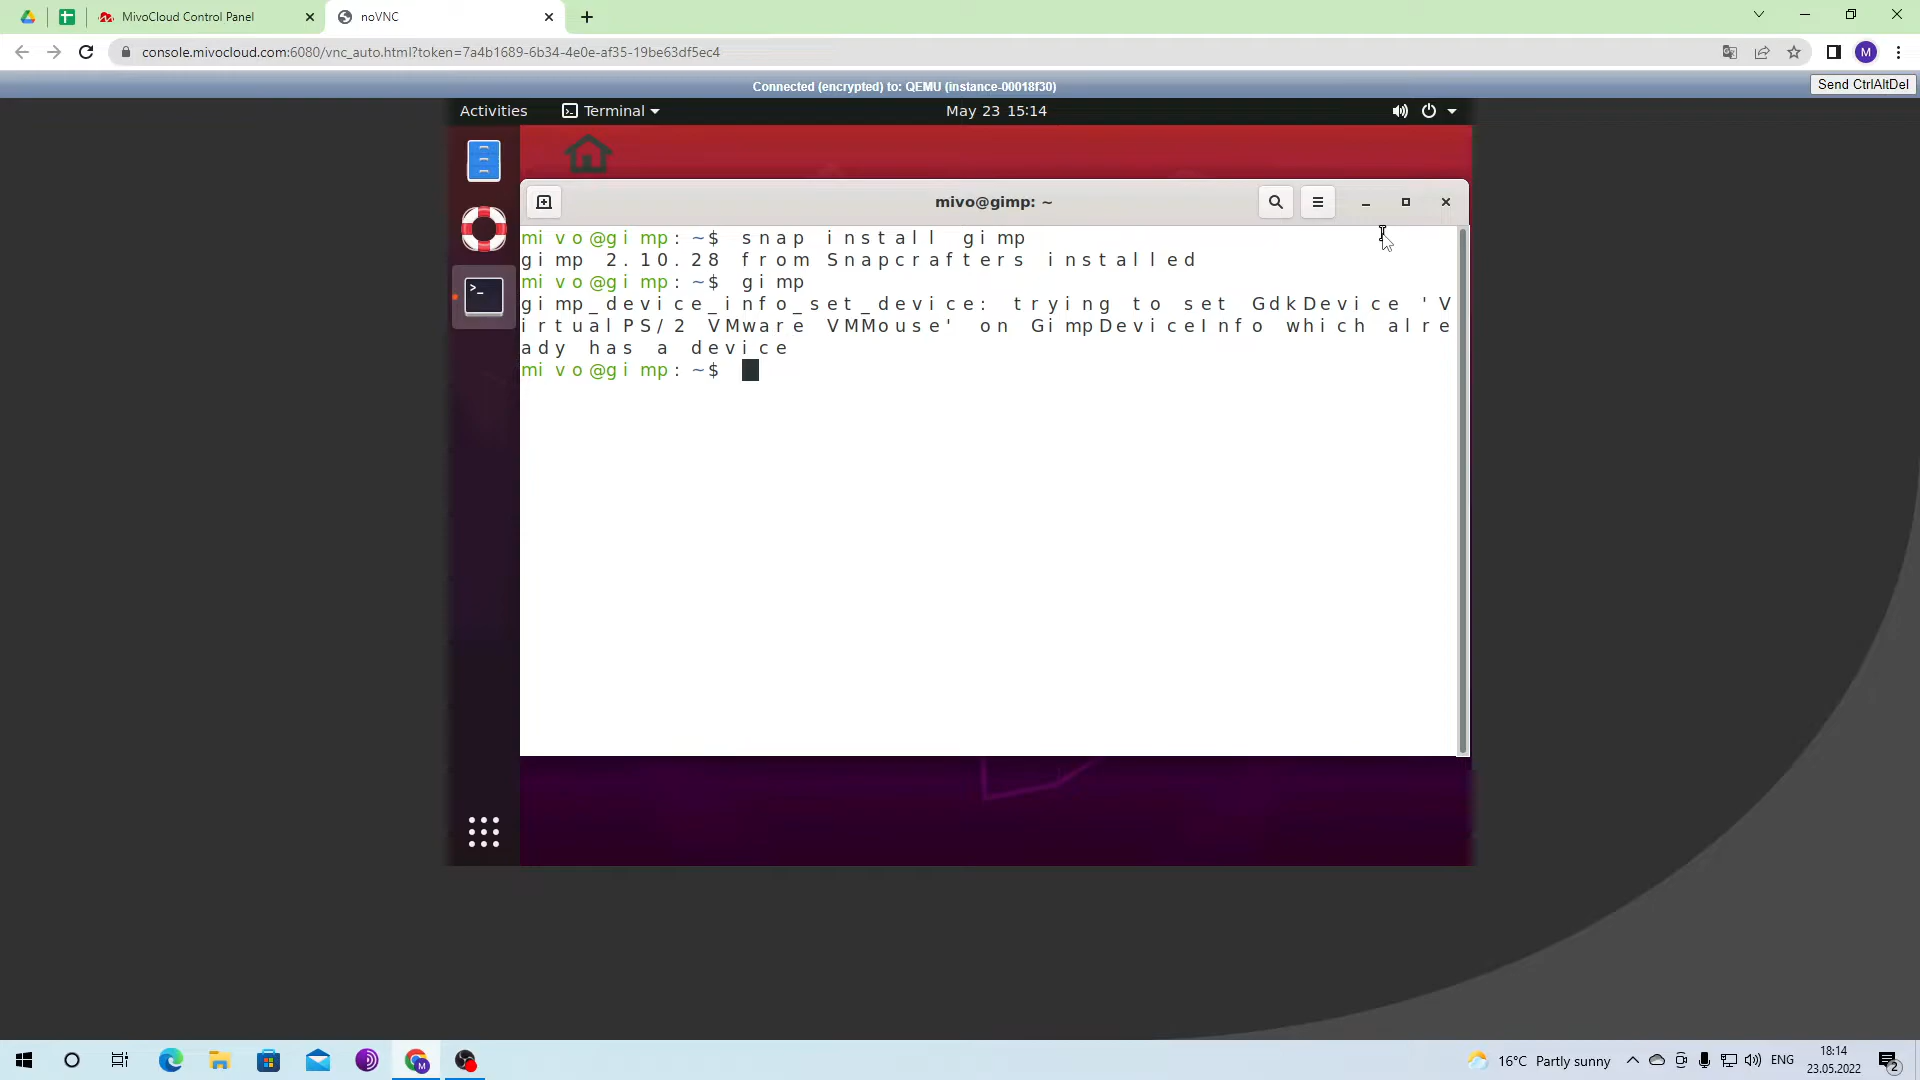 MivoCloud Control Panel
noVNC
console.mivocloud.com:6080/vnc_auto.html?token=7a4b1689-6b34-4e0e-af35-19be63df5ec4
M
Connected (encrypted) to: QEMU (instance-00018f30)
Send CtrlAltDel
Activities
Terminal
May 23 15:14
mivo@gimp: ~
mivo@gimp:~$ snap install gimp
gimp 2.10.28 from Snapcrafters installed
mivo@gimp:~$ gimp
gimp_device_info_set_device: trying to set GdkDevice 'V
irtualPS/2 VMware VMMouse' on GimpDeviceInfo which alre
ady has a device
mivo@gimp:~$
16°C Partly sunny
ENG
18:14
23.05.2022
2